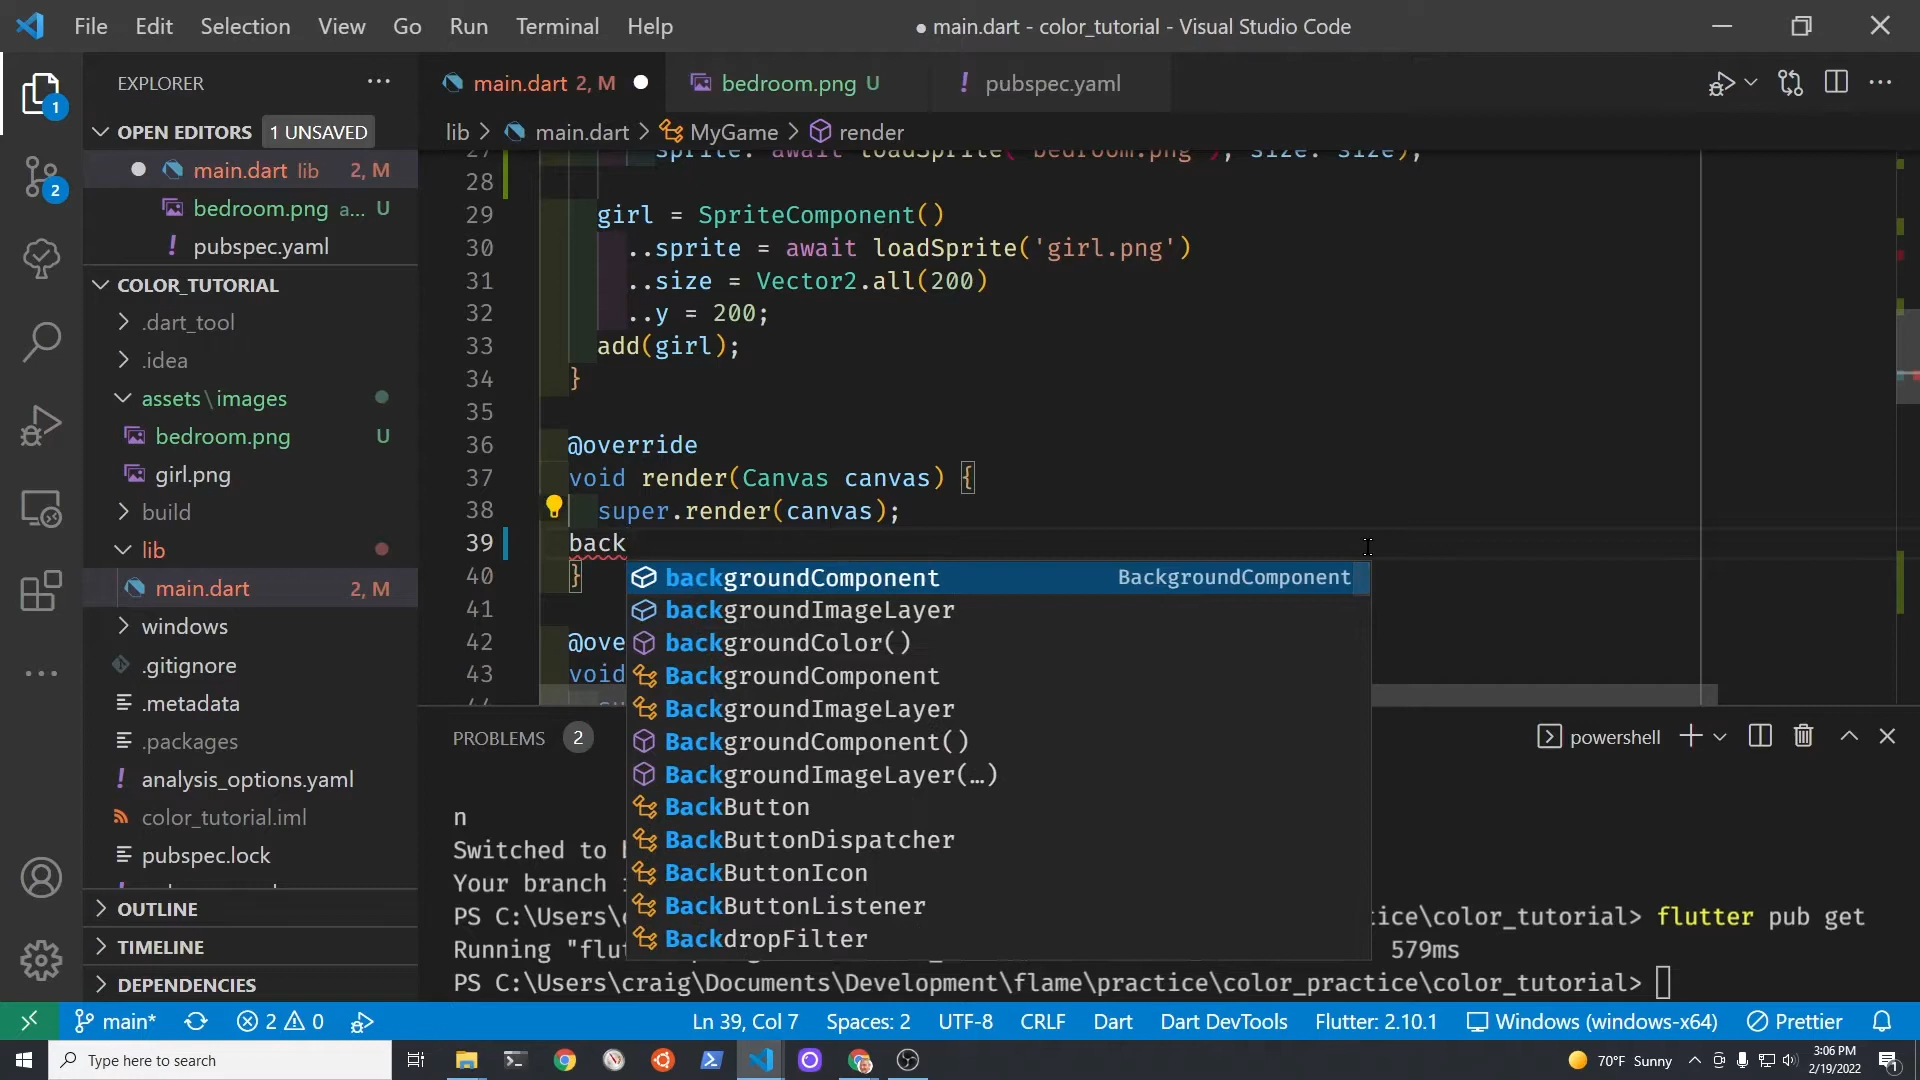 File Edit Selection View Go Run Terminal Help ● main.dart - color_tutorial - Visual Studio Code
EXPLORER
main.dart 2, M
bedroom.png U
! pubspec.yaml
OPEN EDITORS 1 UNSAVED
main.dart lib 2, M
bedroom.png a... U
! pubspec.yaml
COLOR_TUTORIAL
.dart_tool
.idea
assets\images
bedroom.png U
girl.png
build
lib
main.dart 2, M
windows
.gitignore
.metadata
.packages
! analysis_options.yaml
color_tutorial.iml
pubspec.lock
OUTLINE
TIMELINE
DEPENDENCIES
1
2
lib > main.dart > MyGame > render
27 sprite: await loadSprite('bedroom.png'), size: size);
28
29 girl = SpriteComponent()
30 ..sprite = await loadSprite('girl.png')
31 ..size = Vector2.all(200)
32 ..y = 200;
33 add(girl);
34 }
35
36 @override
37 void render(Canvas canvas) {
38 super.render(canvas);
39 back
40 }
41
42 @ove
43 void
44
backgroundComponent BackgroundComponent
backgroundImageLayer
backgroundColor()
BackgroundComponent
BackgroundImageLayer
BackgroundComponent()
BackgroundImageLayer(…)
BackButton
BackButtonDispatcher
BackButtonIcon
BackButtonListener
BackdropFilter
PROBLEMS 2
powershell
n
Switched to
Your branch
PS C:\Users\ tice\color_tutorial> flutter pub get
Running "flu 579ms
PS C:\Users\craig\Documents\Development\flame\practice\color_practice\color_tutorial>
main* 2 0 Ln 39, Col 7 Spaces: 2 UTF-8 CRLF Dart Dart DevTools Flutter: 2.10.1 Windows (windows-x64) Prettier
Type here to search
70°F Sunny
3:06 PM
2/19/2022
1